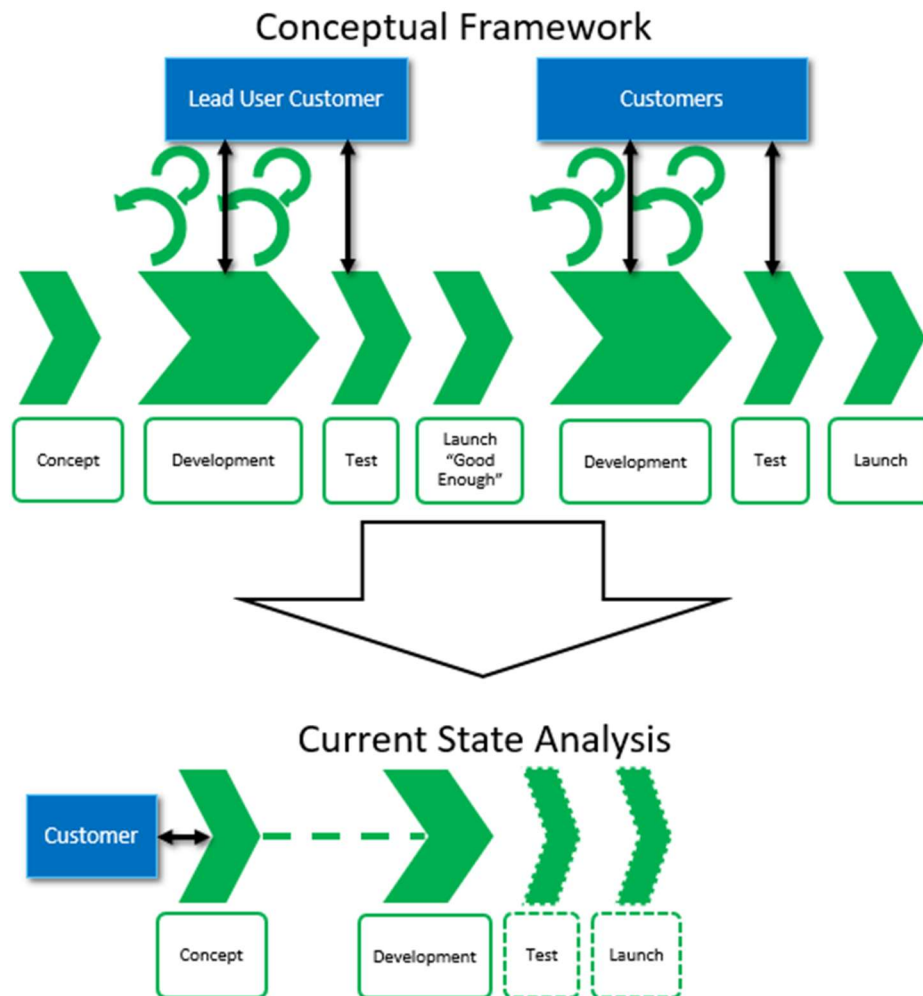 Conceptual Framework
Lead User Customer
Customers
Concept
Development
Test
Launch
“Good
Enough”
Development
Test
Launch
Current State Analysis
Customer
Concept
Development
Test
Launch